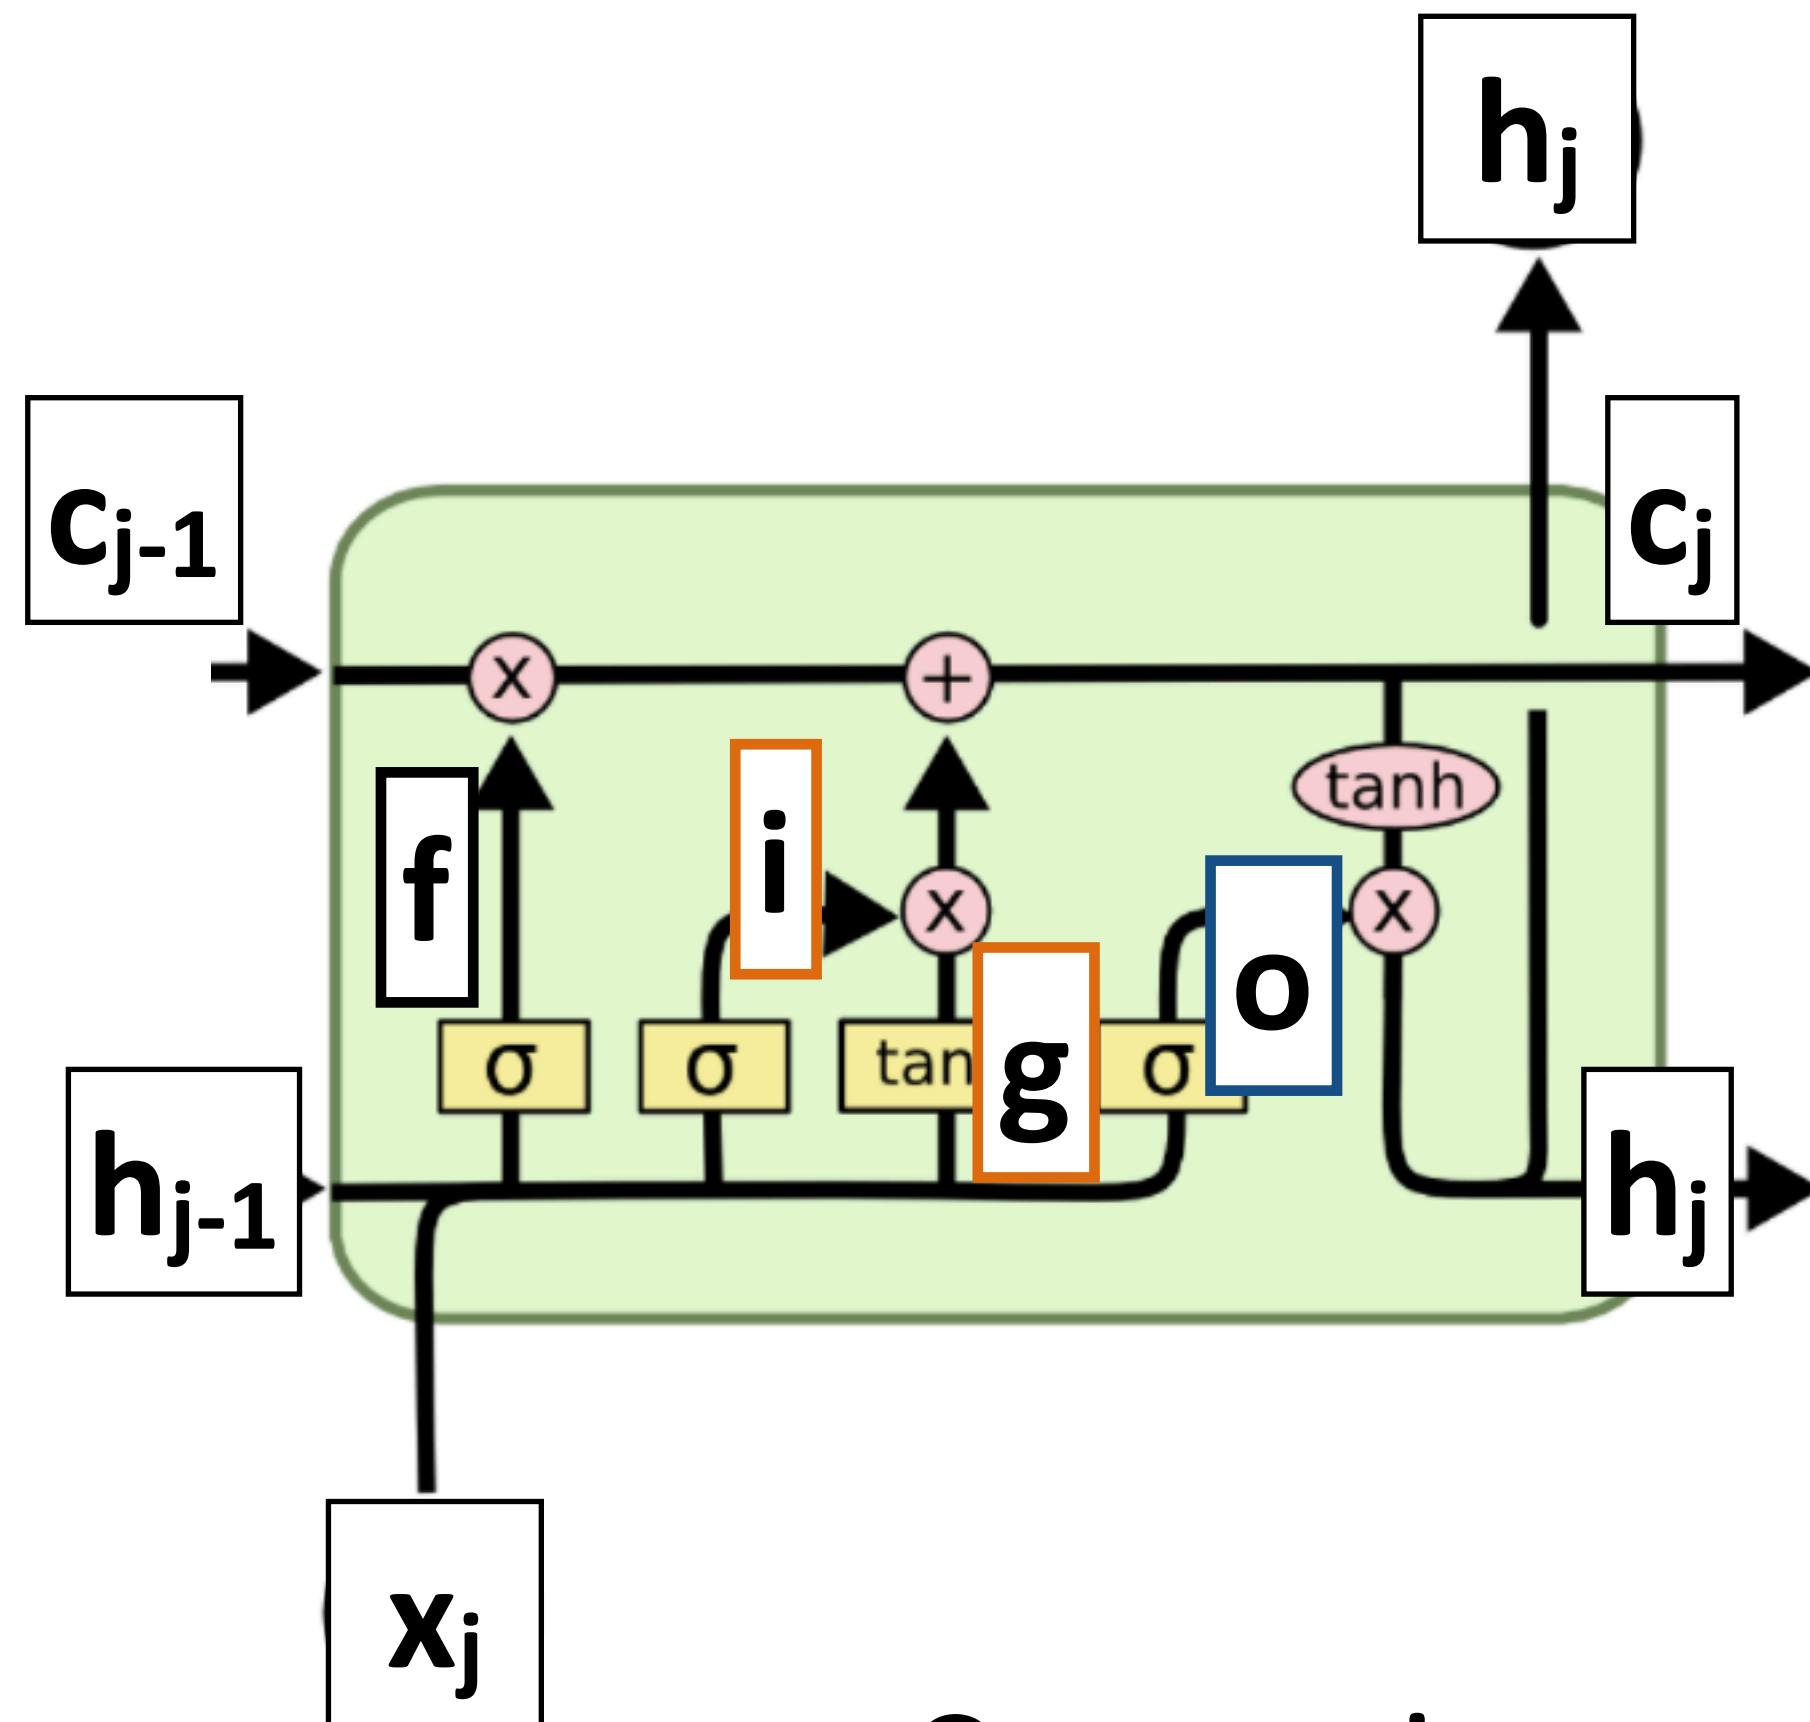 hj
cj-1
cj
x
+
tanh
f
i
x
x
o
σ
σ
tan
g
σ
hj-1
hj
xj